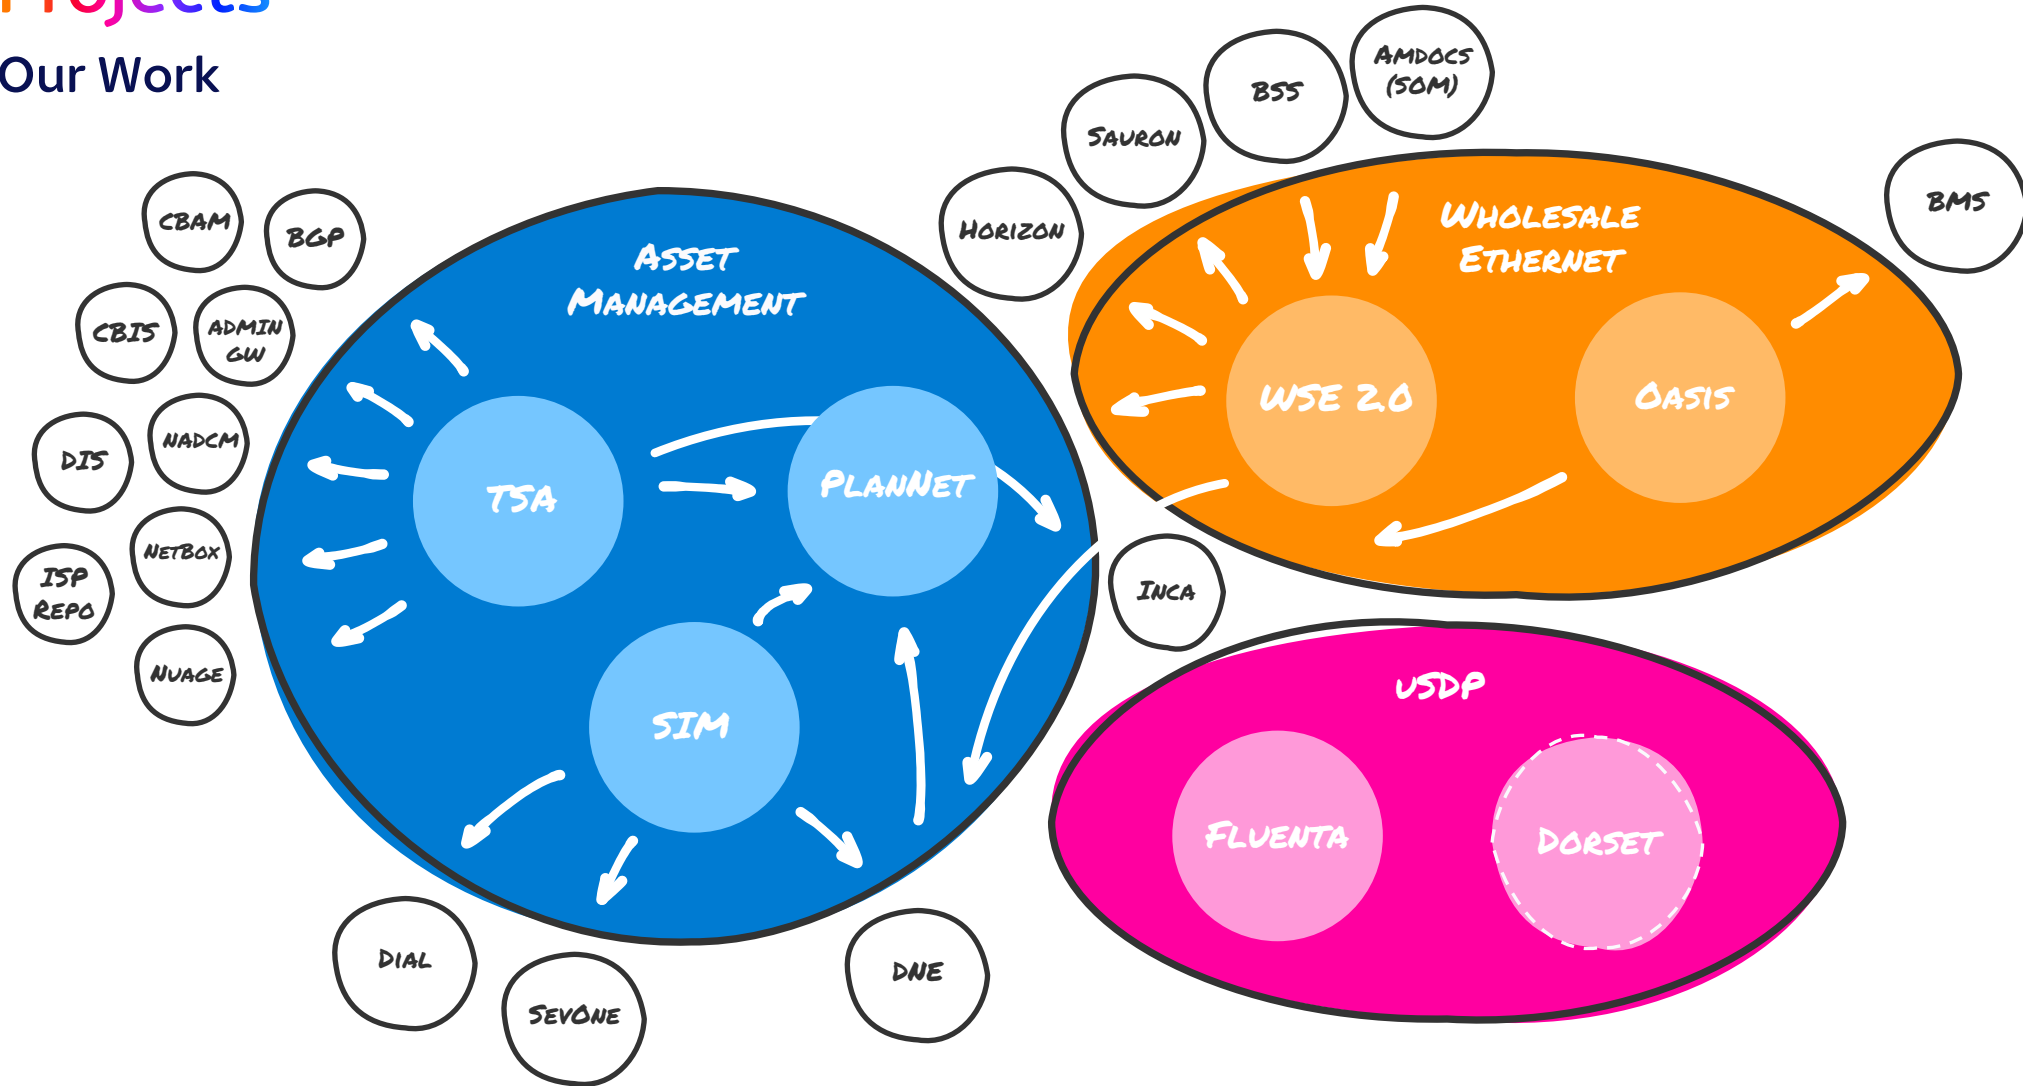 Projects
Our Work
AMDOCS
(SOM)
BSS
SAURON
HORIZON
BMS
CBAM
BGP
CBIS
ADMIN
GW
DIS
NADCM
NETBOX
ISP
REPO
NUAGE
ASSET
MANAGEMENT
TSA
PLANNET
SIM
WHOLESALE
ETHERNET
WSE 2.0
OASIS
INCA
USDP
FLUENTA
DORSET
DIAL
SEVONE
DNE